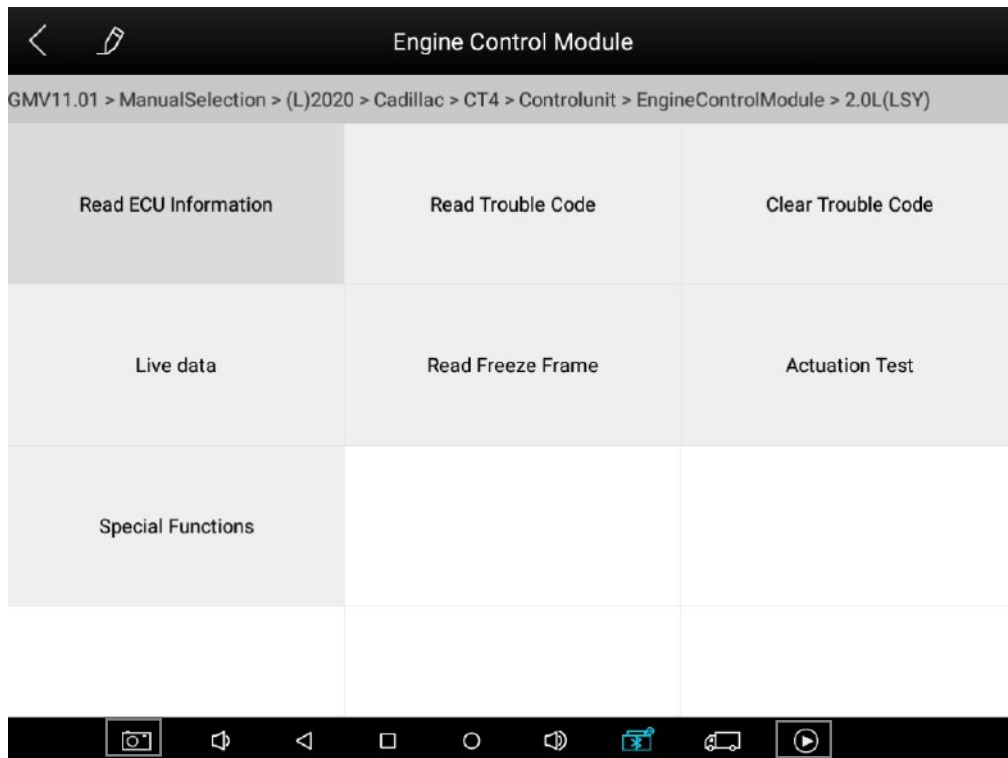 Engine Control Module
GMV11.01 > ManualSelection > (L)2020 > Cadillac > CT4 > Controlunit > EngineControlModule > 2.0L(LSY)
Read ECU Information
Read Trouble Code
Clear Trouble Code
Live data
Read Freeze Frame
Actuation Test
Special Functions